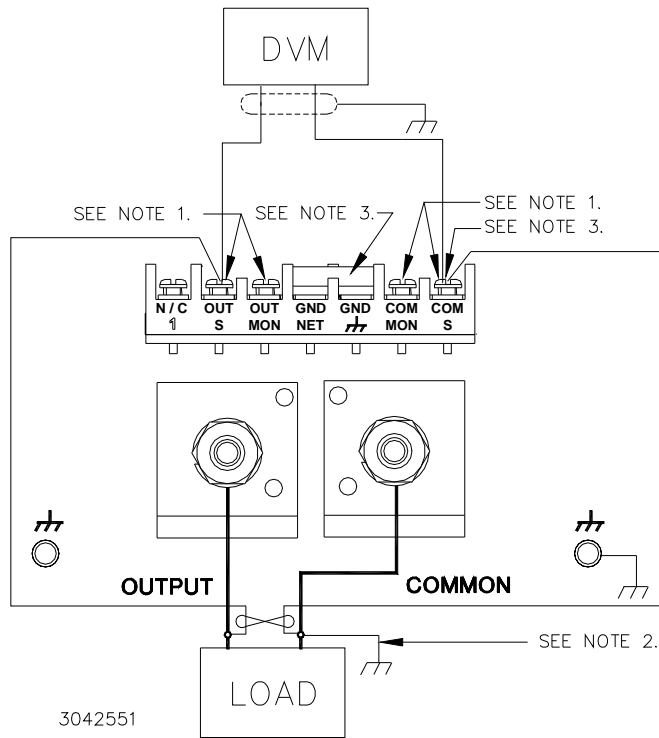 DVM
SEE NOTE 1.
SEE NOTE 3.
SEE NOTE 1.
SEE NOTE 3.
N / C
1
OUT
S
OUT
MON
GND
NET
GND
COM
MON
COM
S
OUTPUT
COMMON
SEE NOTE 2.
LOAD
3042551